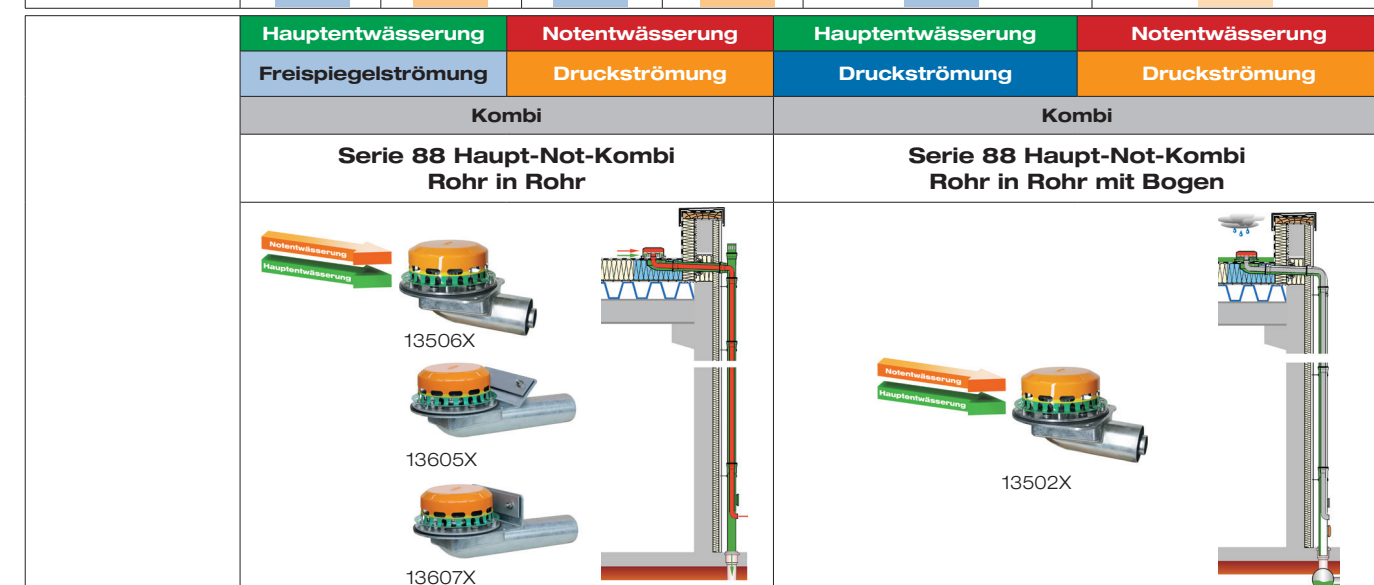 Hauptentwässerung Notentwässerung Hauptentwässerung Notentwässerung
Freispiegelströmung Druckströmung Druckströmung Druckströmung
Kombi Kombi
Serie 88 Haupt-Not-Kombi
Rohr in Rohr
Serie 88 Haupt-Not-Kombi
Rohr in Rohr mit Bogen
Notentwässerung
Hauptentwässerung
13506X
13605X
13607X
Notentwässerung
Hauptentwässerung
13502X